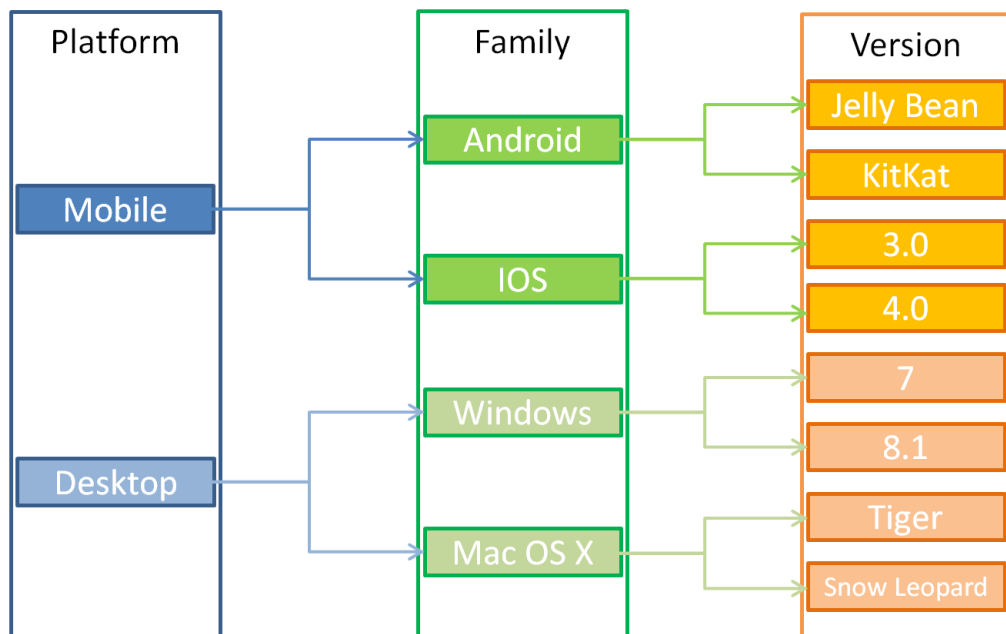 Platform
Family
Version
Mobile
Desktop
Android
IOS
Windows
Mac OS X
Jelly Bean
KitKat
3.0
4.0
7
8.1
Tiger
Snow Leopard